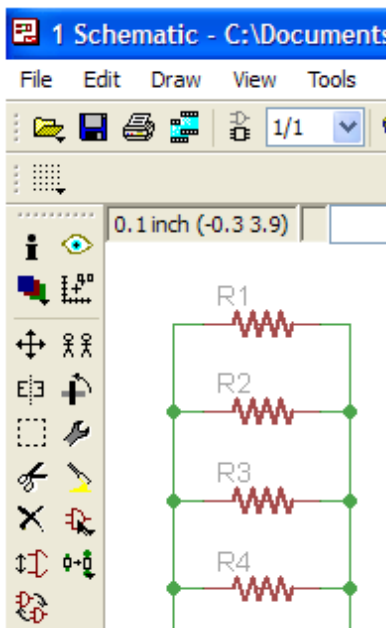 1 Schematic - C:\Documents
File Edit Draw View Tools
1/1
0.1 inch (-0.3 3.9)
R1
R2
R3
R4